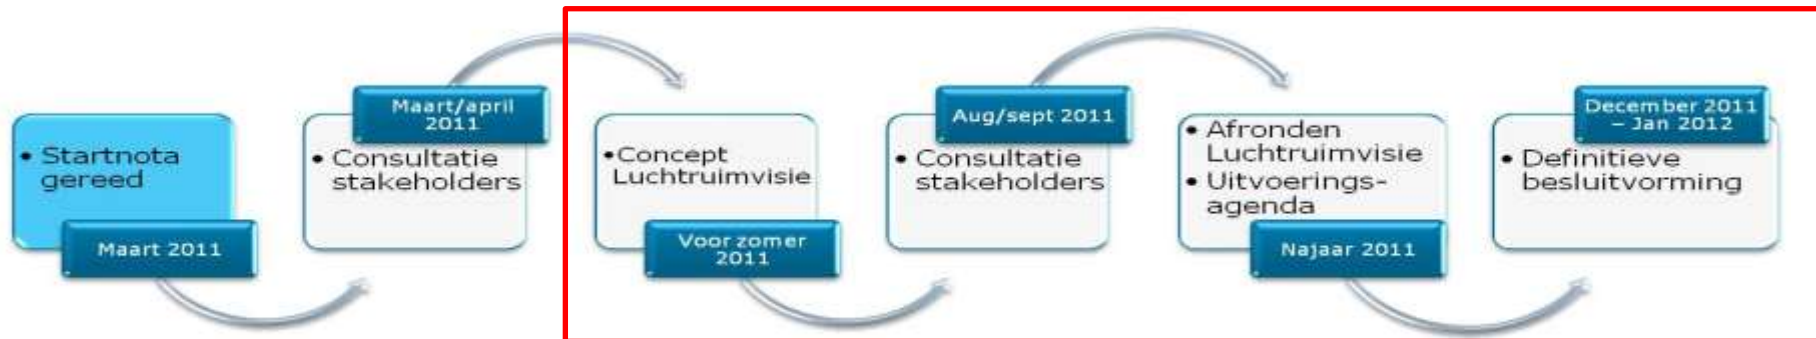 • Startnota
gereed
Maart 2011
Maart/april
2011
• Consultatie
stakeholders
•Concept
Luchtruimvisie
Voor zomer
2011
Aug/sept 2011
• Consultatie
stakeholders
• Afronden
Luchtruimvisie
• Uitvoerings-
agenda
Najaar 2011
December 2011
– Jan 2012
• Definitieve
besluitvorming